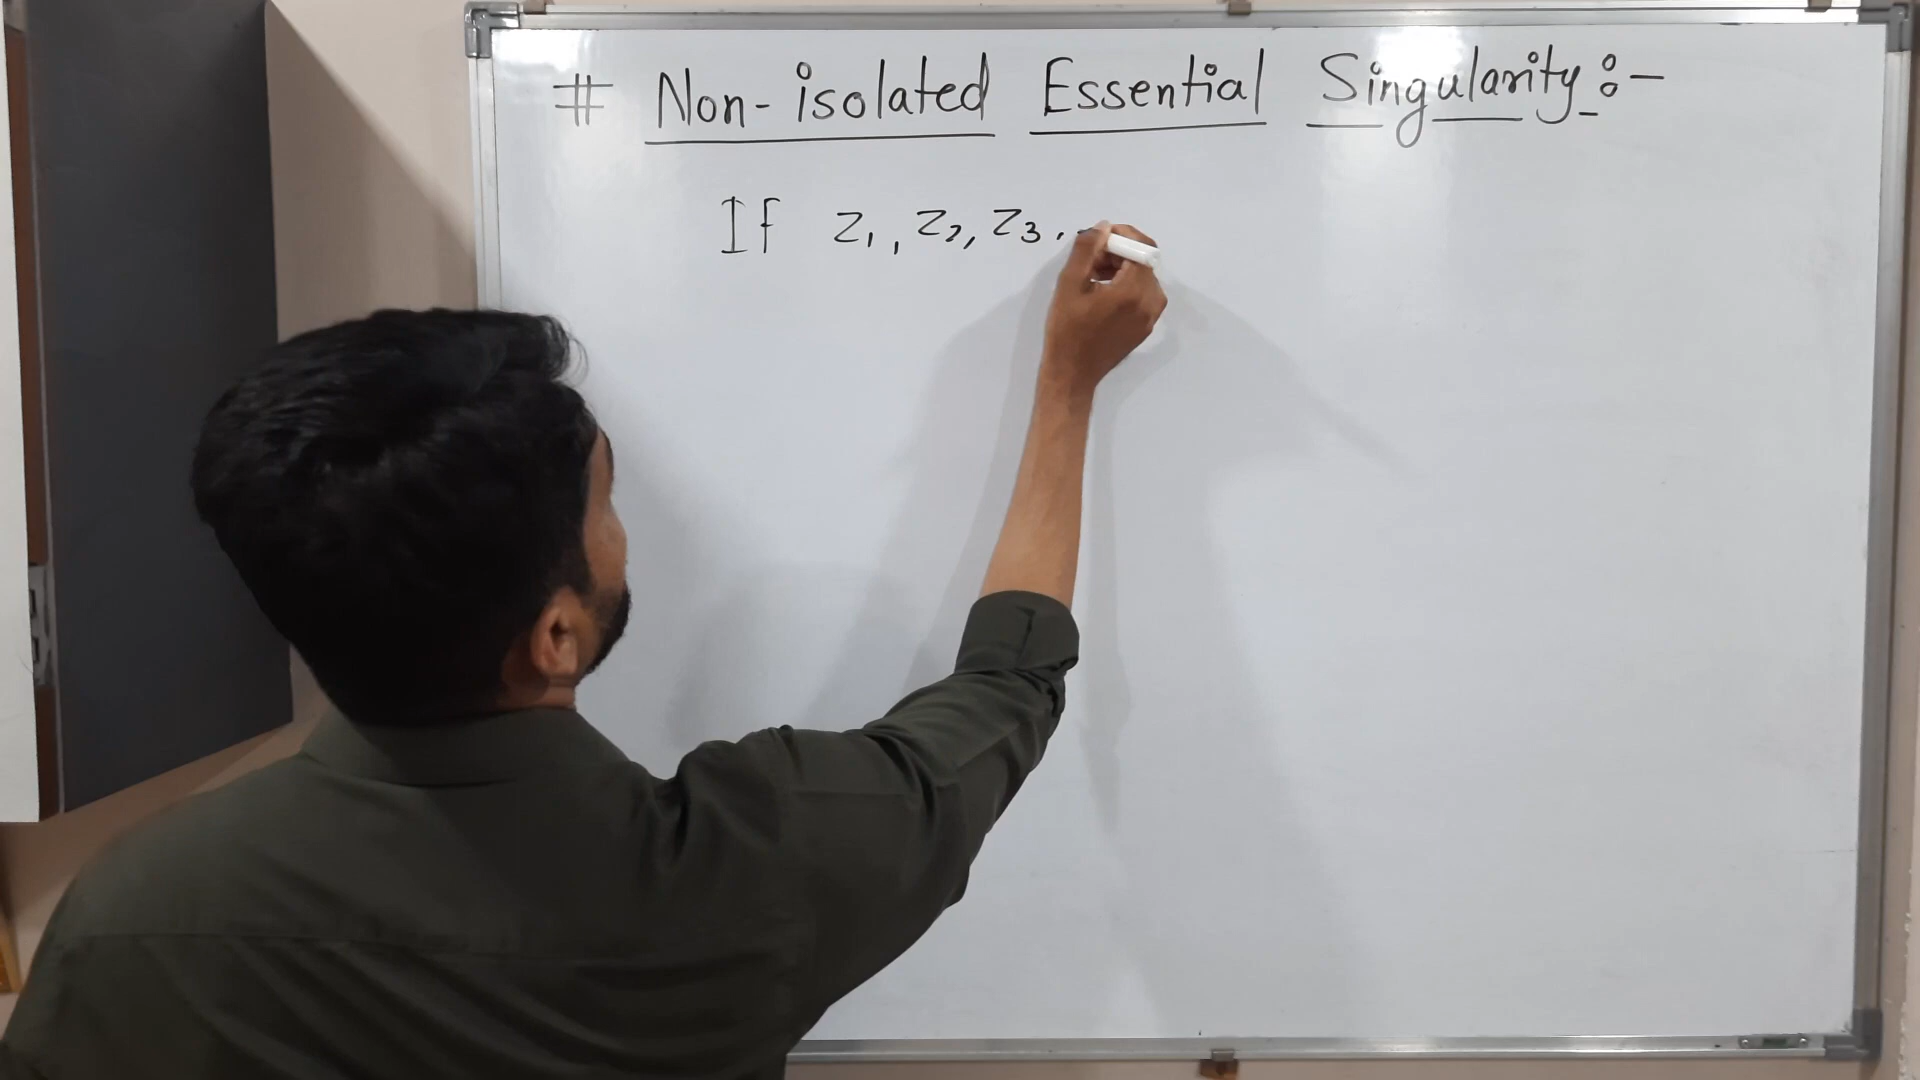 # Non-isolated Essential Singularity :-
If z₁, z₂, z₃, -